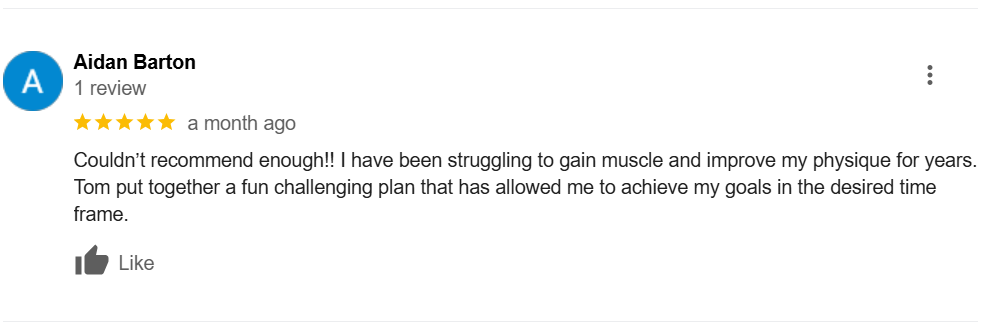 A
Aidan Barton
1 review
a month ago
Couldn’t recommend enough!! I have been struggling to gain muscle and improve my physique for years.
Tom put together a fun challenging plan that has allowed me to achieve my goals in the desired time
frame.
Like